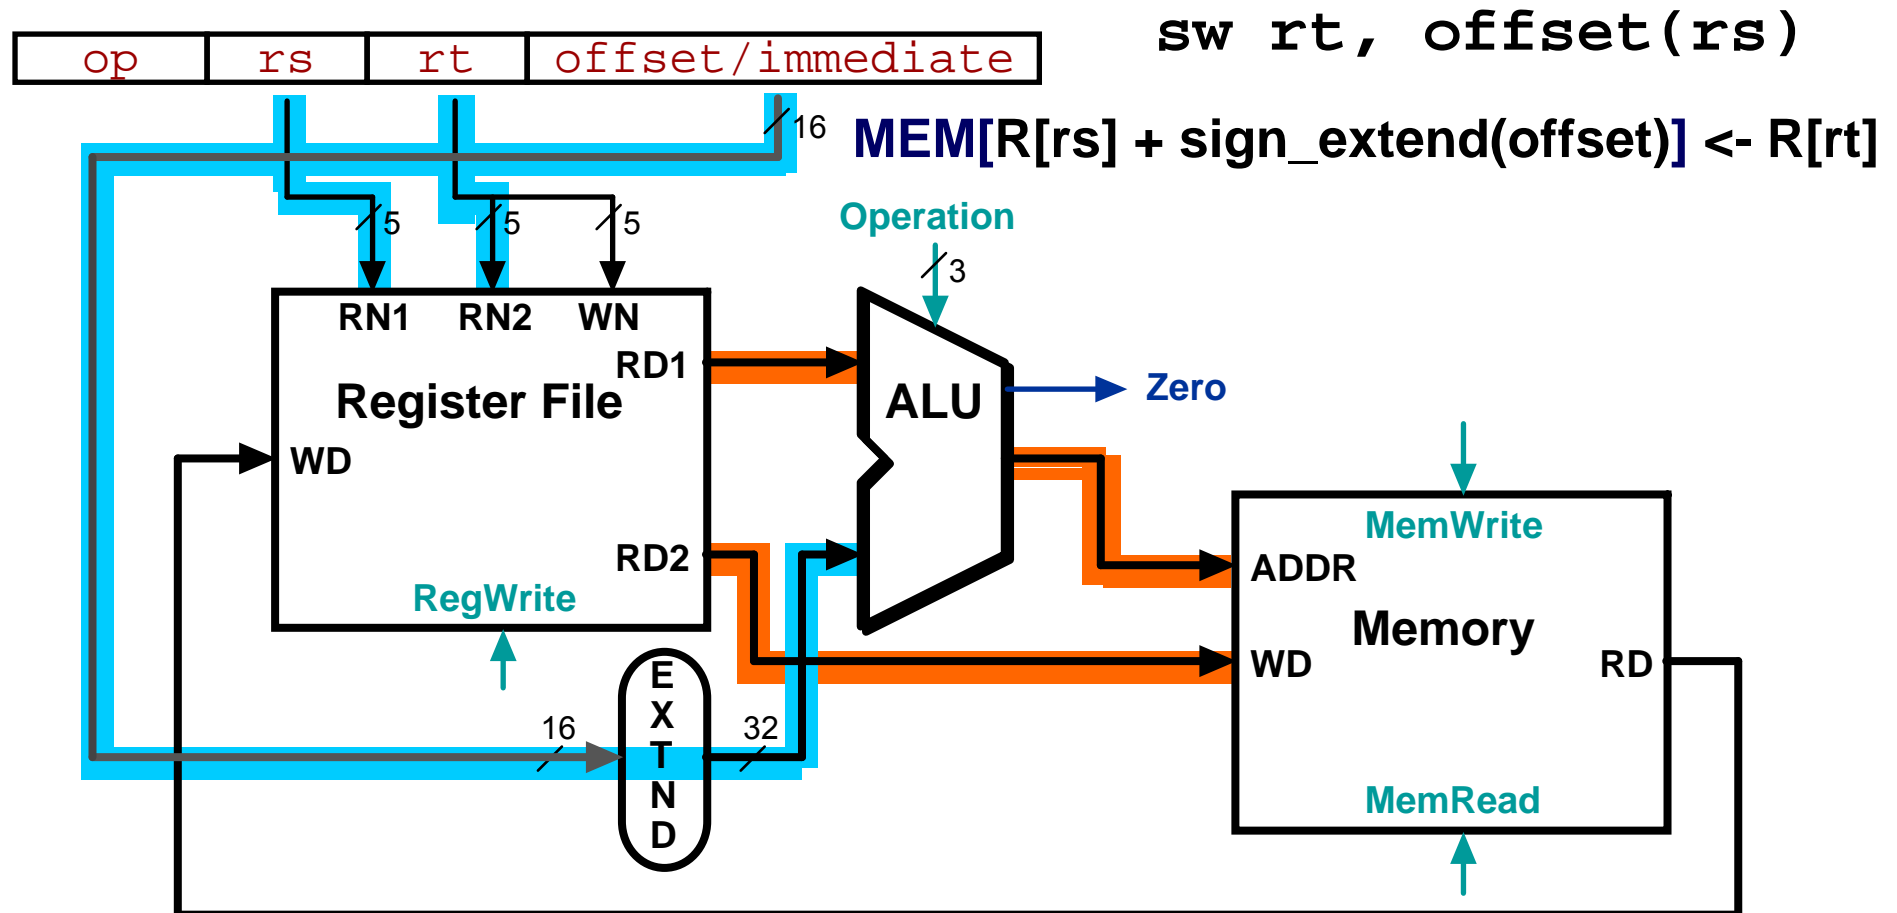 sw rt, offset(rs)
op rs rt offset/immediate
16
MEM[R[rs] + sign_extend(offset)] <- R[rt]
5 5 5
Operation
3
RN1 RN2 WN
RD1
Register File
ALU
Zero
WD
MemWrite
RD2
ADDR
RegWrite
Memory
WD
RD
E
X
T
N
D
16
32
MemRead